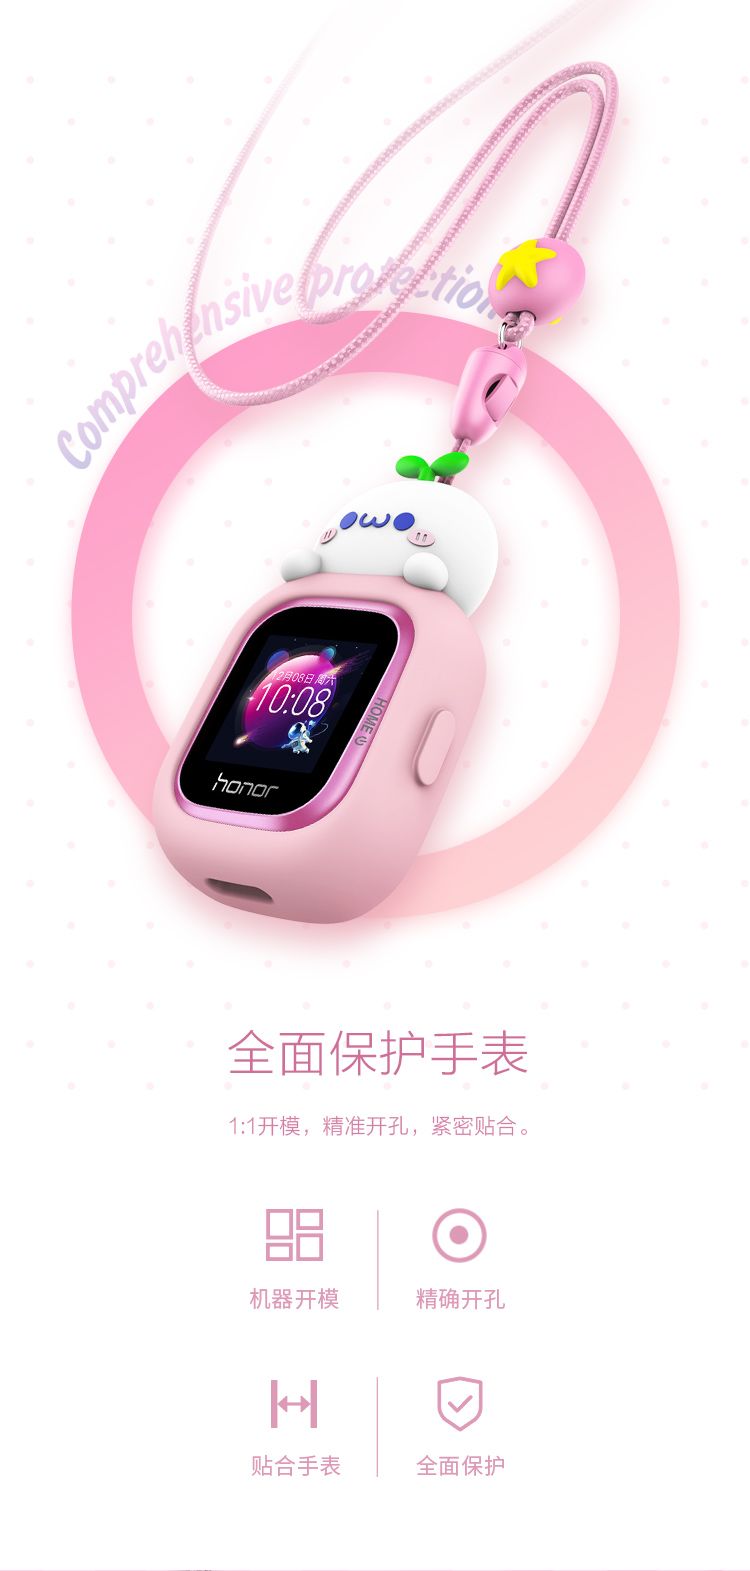 Comprehensive protection
12月08日 周六
10:08
HOME
honor
全面保护手表
1:1开模，精准开孔，紧密贴合。
机器开模
精确开孔
贴合手表
全面保护